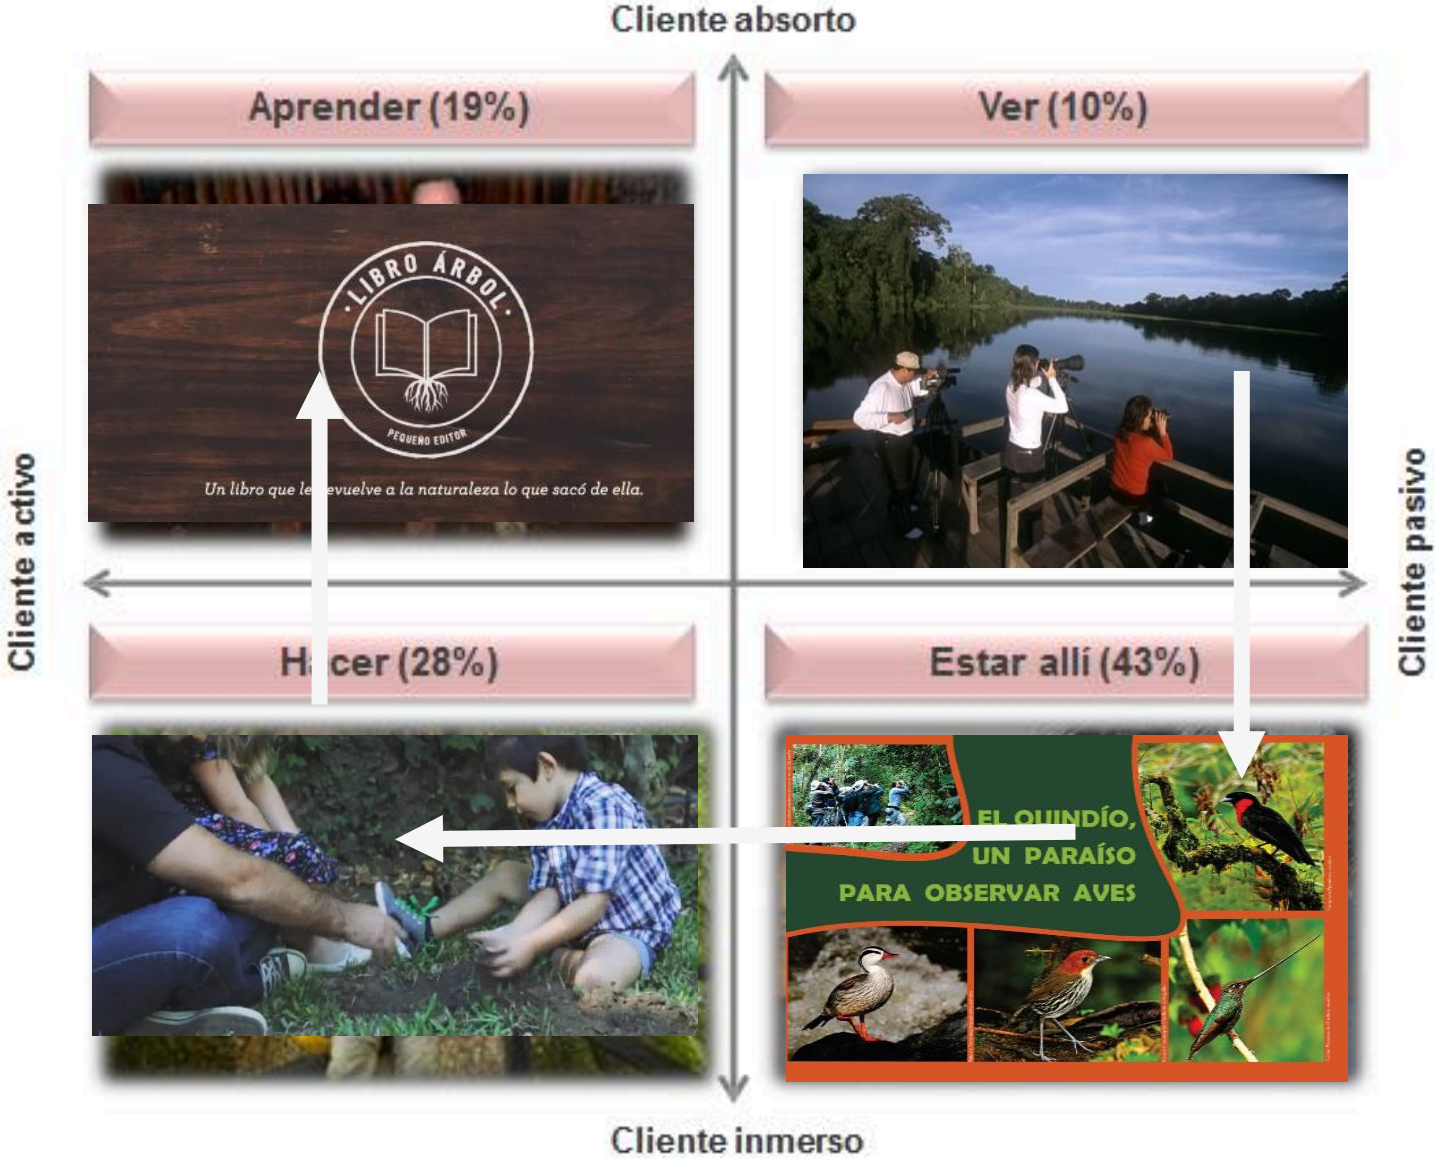 Cliente absorto
Aprender (19%)
Ver (10%)
· LIBRO ÁRBOL ·
PEQUEÑO EDITOR
Un libro que le evuelve a la naturaleza lo que sacó de ella.
Cliente activo
Cliente pasivo
Hacer (28%)
Estar allí (43%)
EL QUINDÍO,
UN PARAÍSO
PARA OBSERVAR AVES
Cliente inmerso